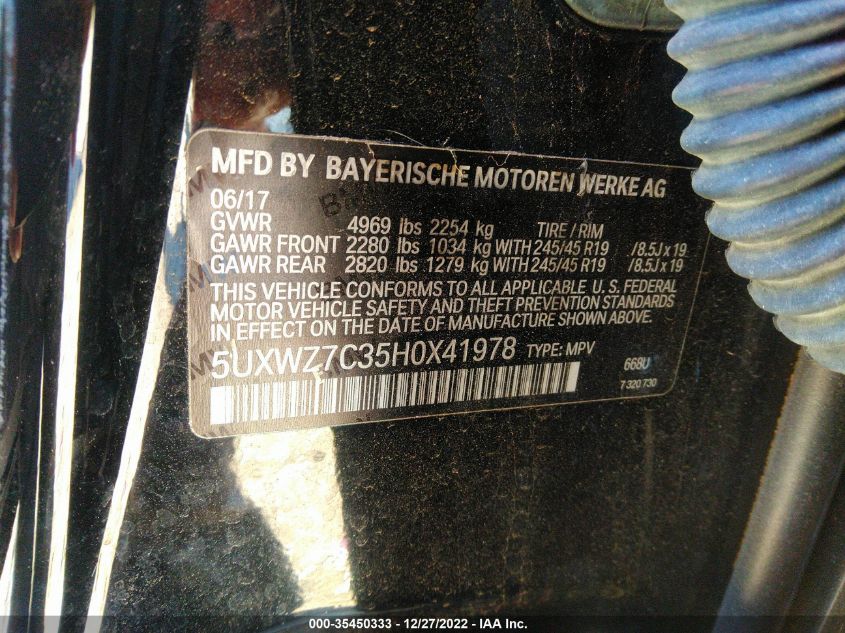 MFD BY BAYERISCHE MOTOREN WERKE AG
06/17
GVWR 4969 lbs 2254 kg TIRE / RIM
GAWR FRONT 2280 lbs 1034 kg WITH 245/45 R19 /8.5J x 19
GAWR REAR 2820 lbs 1279 kg WITH 245/45 R19 /8.5J x 19
THIS VEHICLE CONFORMS TO ALL APPLICABLE U. S. FEDERAL
MOTOR VEHICLE SAFETY AND THEFT PREVENTION STANDARDS
IN EFFECT ON THE DATE OF MANUFACTURE SHOWN ABOVE.
5UXWZ7C35H0X41978 TYPE: MPV 668U
7 320 730
000-35450333 - 12/27/2022 - IAA Inc.